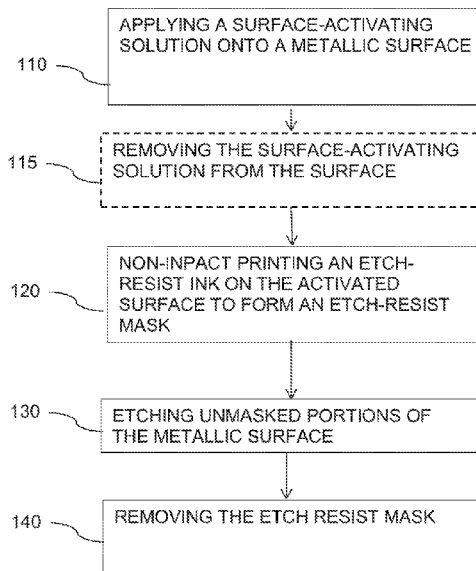 110
APPLYING A SURFACE-ACTIVATING
SOLUTION ONTO A METALLIC SURFACE
115
REMOVING THE SURFACE-ACTIVATING
SOLUTION FROM THE SURFACE
120
NON-INPACT PRINTING AN ETCH-
RESIST INK ON THE ACTIVATED
SURFACE TO FORM AN ETCH-RESIST
MASK
130
ETCHING UNMASKED PORTIONS OF
THE METALLIC SURFACE
140
REMOVING THE ETCH RESIST MASK